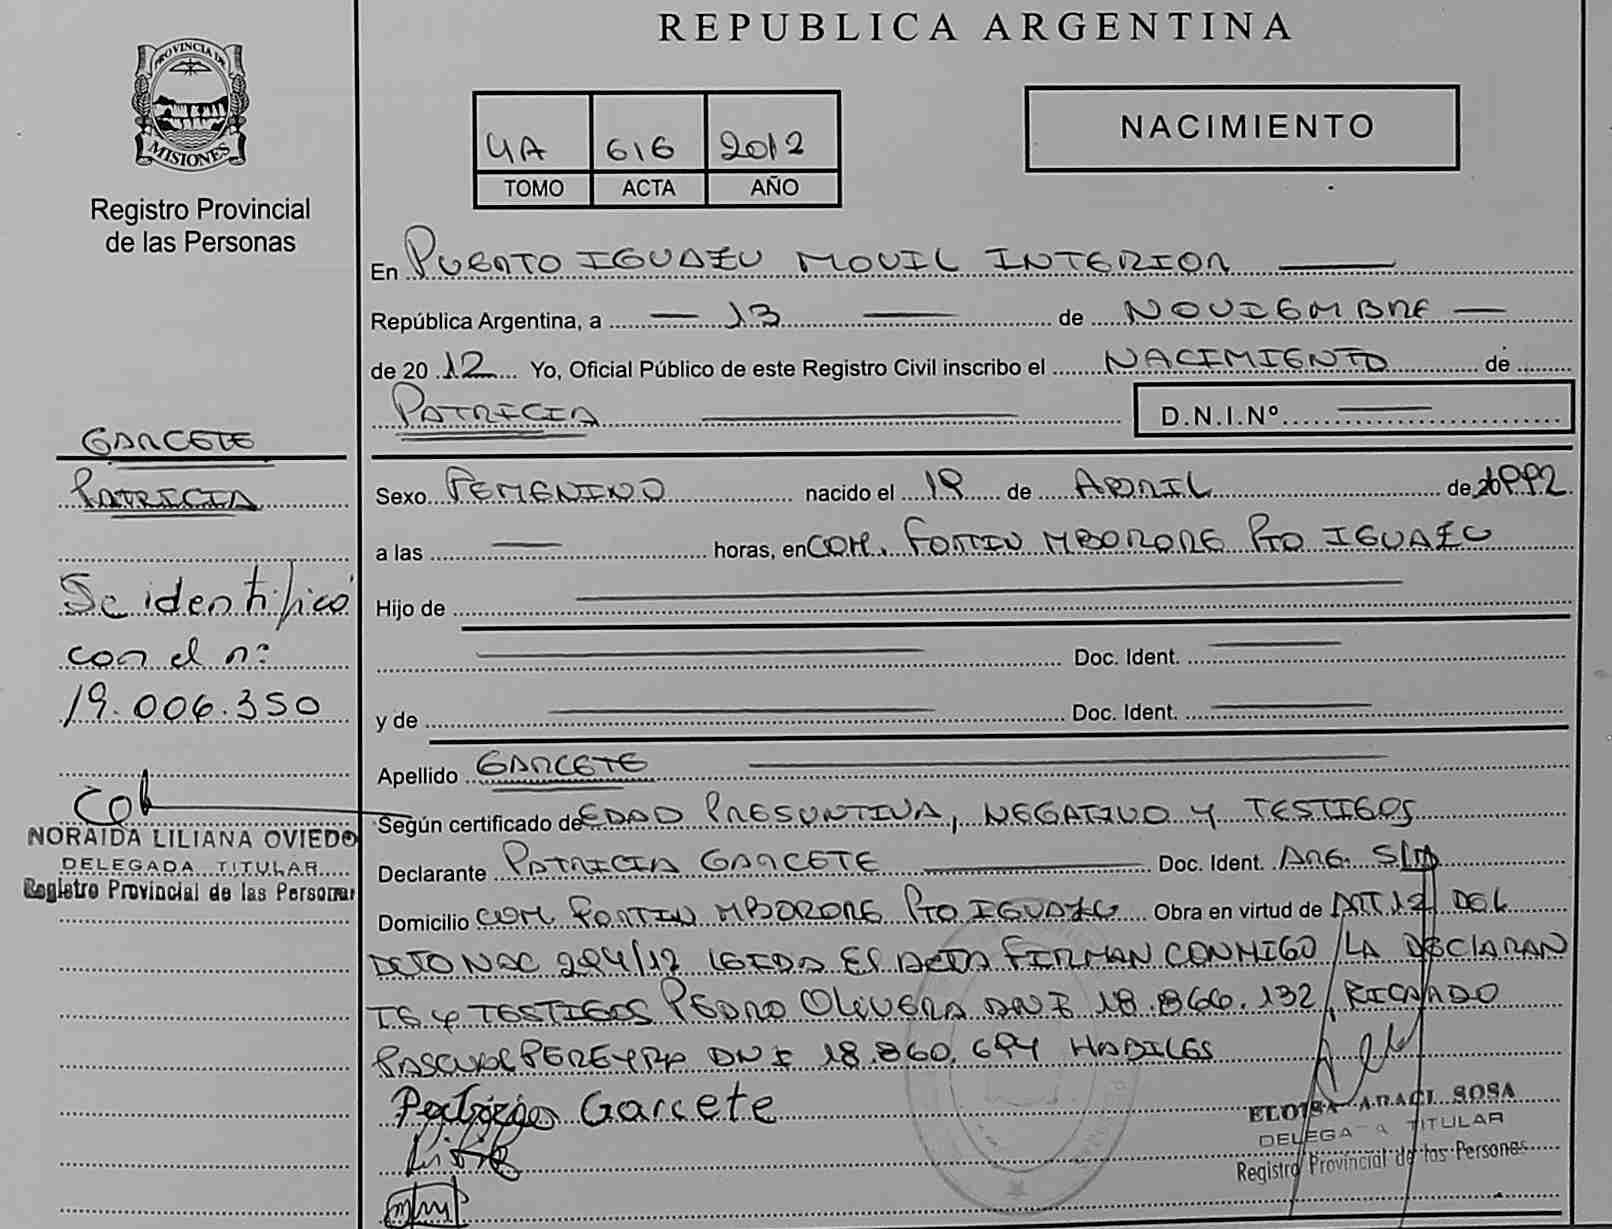 REPUBLICA ARGENTINA
PROVINCIA DE
MISIONES
Registro Provincial
de las Personas
4A 616 2012
TOMO ACTA AÑO
NACIMIENTO
En PUERTO IGUAZU MOVIL INTERIOR
República Argentina, a 13 de NOVIEMBRE
de 20 12 Yo, Oficial Público de este Registro Civil inscribo el NACIMIENTO de
PATRICIA D.N.I.Nº
GARCETE
PATRICIA
Se identifico
con el nº
19.006.350
NORAIDA LILIANA OVIEDO
DELEGADA TITULAR
Registro Provincial de las Personas
Sexo FEMENINO nacido el 19 de ABRIL de 1992
a las horas, en COM. FORTIN MBORORE PTO IGUAZU
Hijo de
Doc. Ident.
y de Doc. Ident.
Apellido GARCETE
Según certificado de EDAD PRESUNTIVA, NEGATIVO Y TESTIGOS
Declarante PATRICIA GARCETE Doc. Ident. ARG. S/D
Domicilio COM. FORTIN MBORORE PTO IGUAZU Obra en virtud de ART 12 DEL
DCTO NAC 294/12 LEIDA EL ACTA FIRMAN CONMIGO LA DECLARAN
TE Y TESTIGOS PEDRO OLIVERA DNI 18.866.132, RICARDO
PASCUAL PEREYRA DNI 18.860.694 HABILES
Patricia Garcete
ELOISA ARACI SOSA
DELEGADA TITULAR
Registro Provincial de las Personas